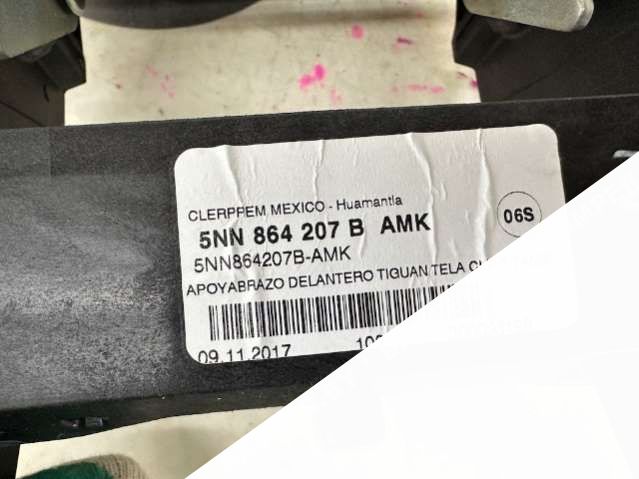 CLERPPEM MEXICO - Huamantla
06S
5NN 864 207 B AMK
5NN864207B-AMK
APOYABRAZO DELANTERO TIGUAN TELA
09.11.2017